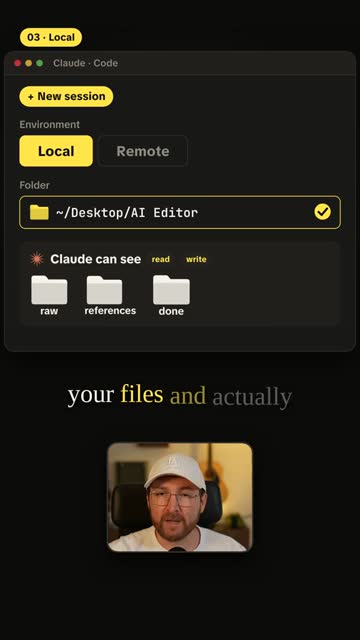 03 · Local
Claude · Code
+ New session
Environment
Local Remote
Folder
~/Desktop/AI Editor
Claude can see read write
raw references done
your files and actually